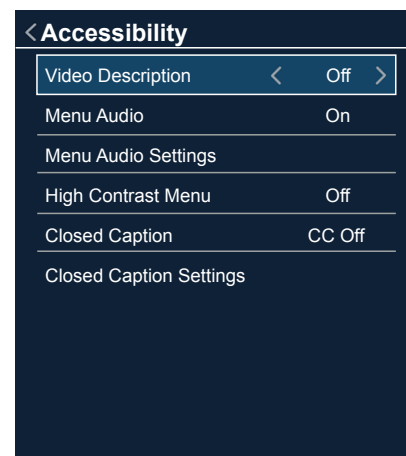 Accessibility
Video Description < Off >
Menu Audio On
Menu Audio Settings
High Contrast Menu Off
Closed Caption CC Off
Closed Caption Settings